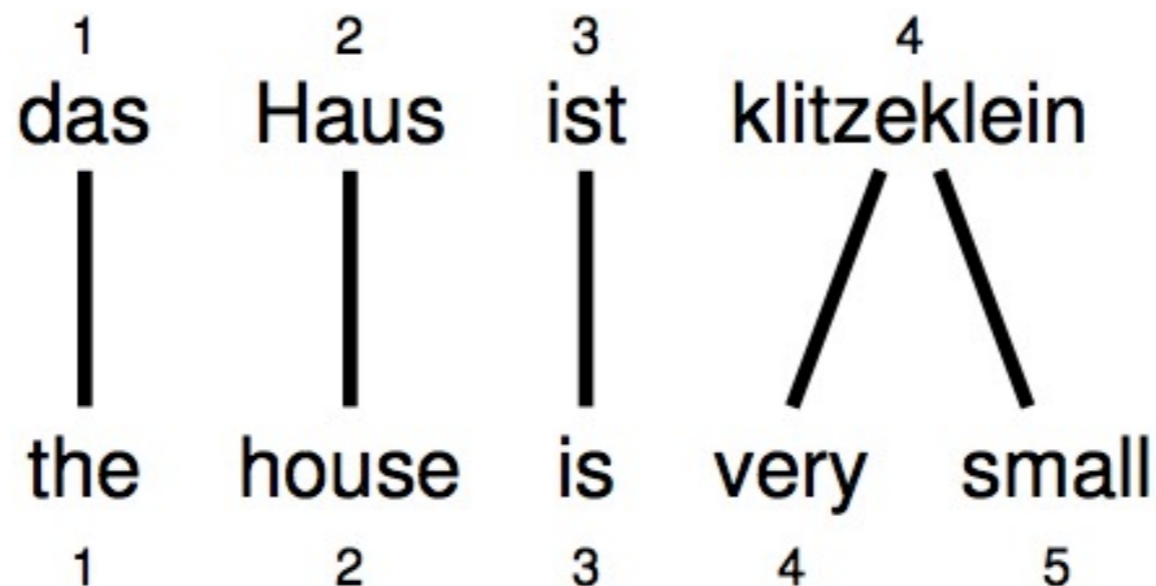 1 2 3 4
das Haus ist klitzeklein
the house is very small
1 2 3 4 5